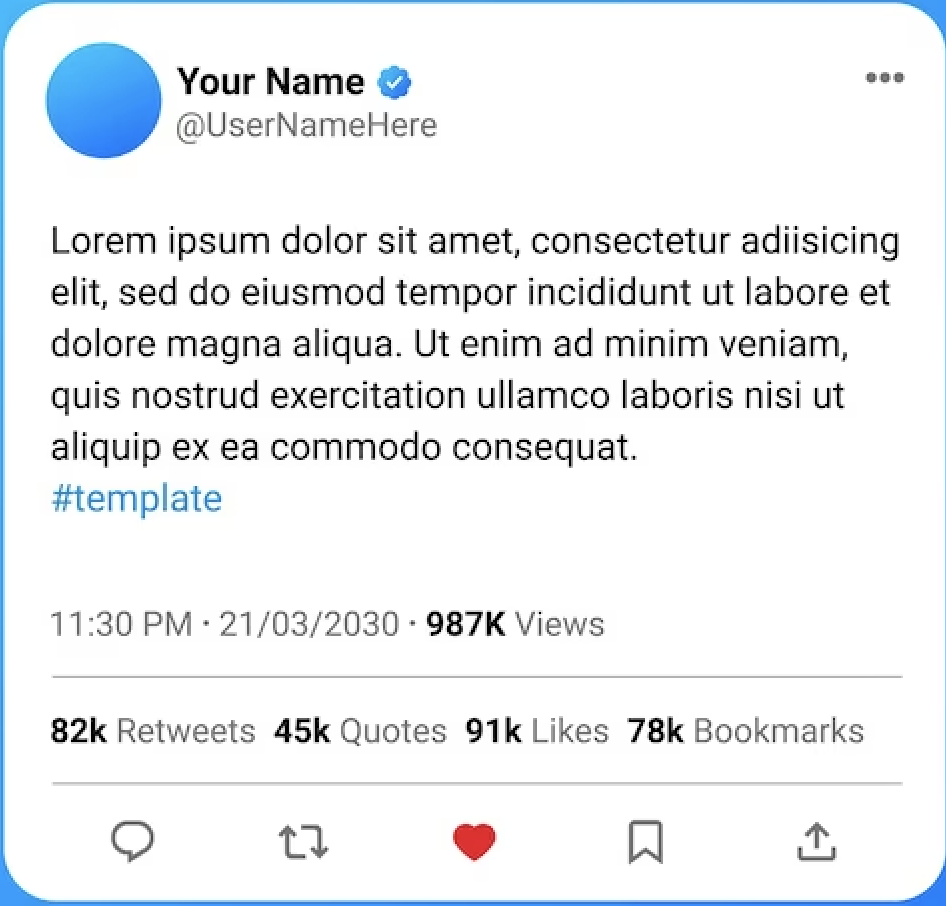 Your Name
@UserNameHere
Lorem ipsum dolor sit amet, consectetur adiisicing
elit, sed do eiusmod tempor incididunt ut labore et
dolore magna aliqua. Ut enim ad minim veniam,
quis nostrud exercitation ullamco laboris nisi ut
aliquip ex ea commodo consequat.
#template
11:30 PM · 21/03/2030 · 987K Views
82k Retweets 45k Quotes 91k Likes 78k Bookmarks